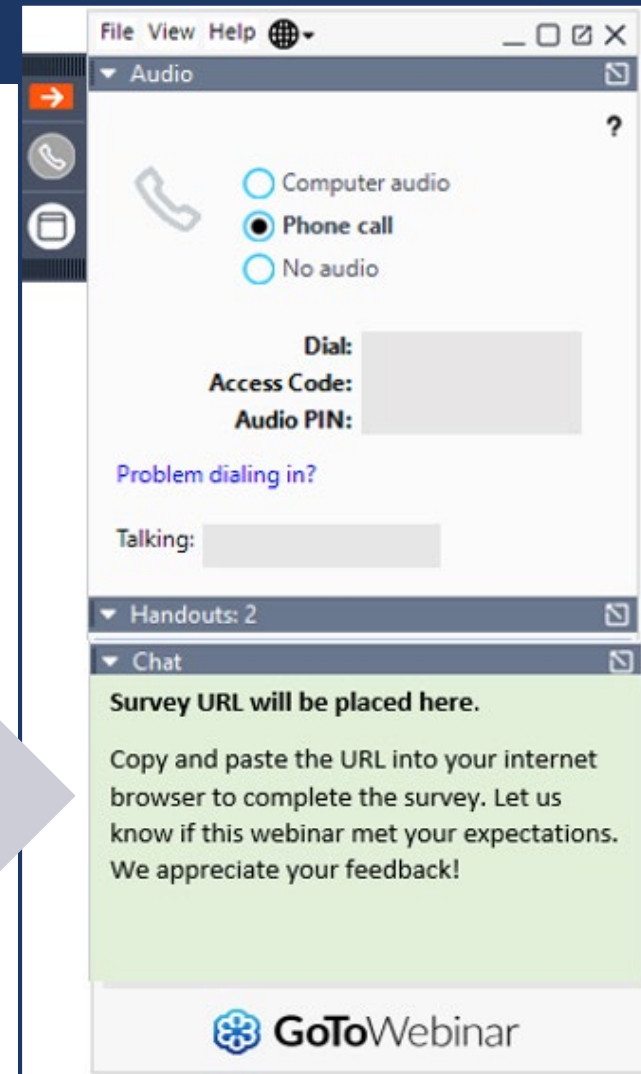 File View Help
Audio
?
Computer audio
Phone call
No audio
Dial:
Access Code:
Audio PIN:
Problem dialing in?
Talking:
Handouts: 2
Chat
Survey URL will be placed here.
Copy and paste the URL into your internet
browser to complete the survey. Let us
know if this webinar met your expectations.
We appreciate your feedback!
GoToWebinar